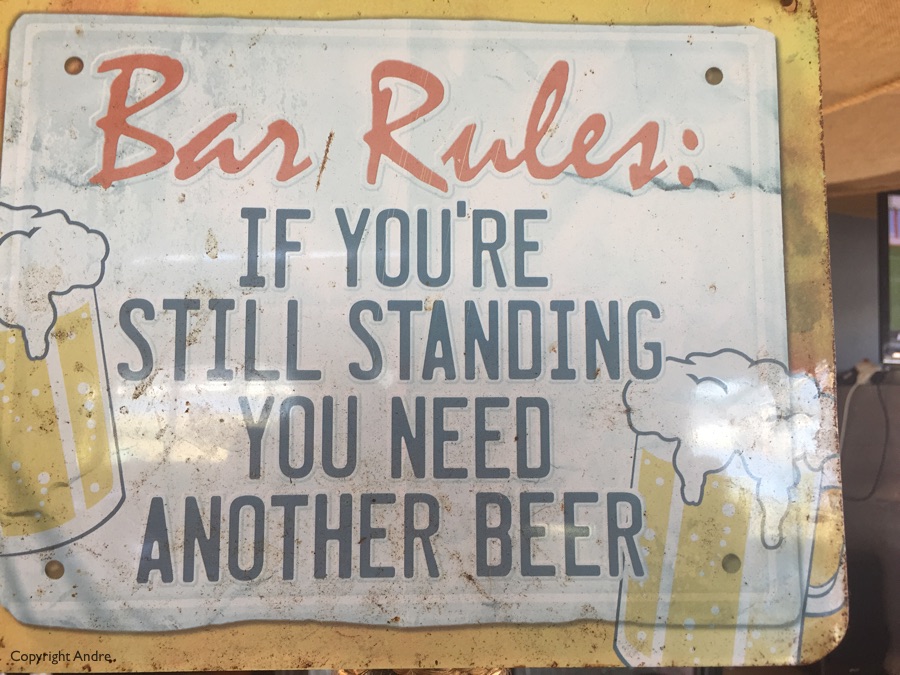 Bar Rules:
IF YOU'RE
STILL STANDING
YOU NEED
ANOTHER BEER
Copyright Andre.